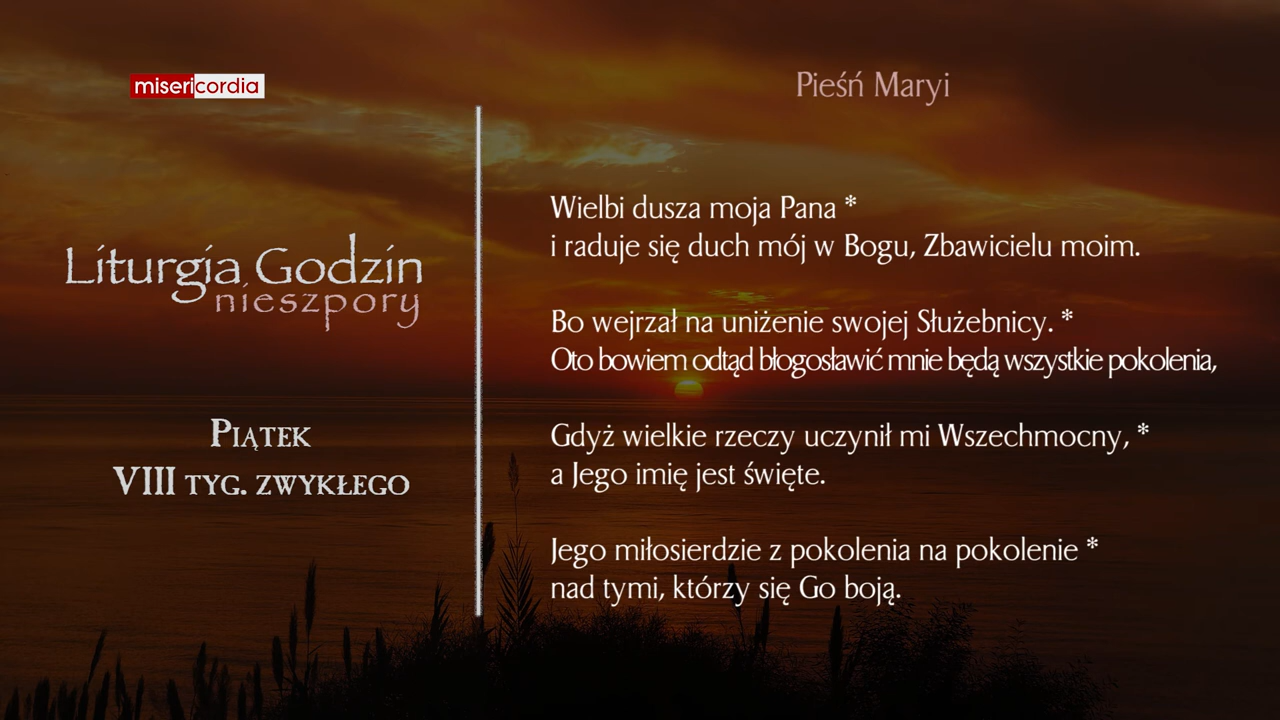 misericordia
Liturgia Godzin
nieszpory
Piątek
VIII tyg. zwykłego
Pieśń Maryi
Wielbi dusza moja Pana *
i raduje się duch mój w Bogu, Zbawicielu moim.
Bo wejrzał na uniżenie swojej Służebnicy. *
Oto bowiem odtąd błogosławić mnie będą wszystkie pokolenia,
Gdyż wielkie rzeczy uczynił mi Wszechmocny, *
a Jego imię jest święte.
Jego miłosierdzie z pokolenia na pokolenie *
nad tymi, którzy się Go boją.